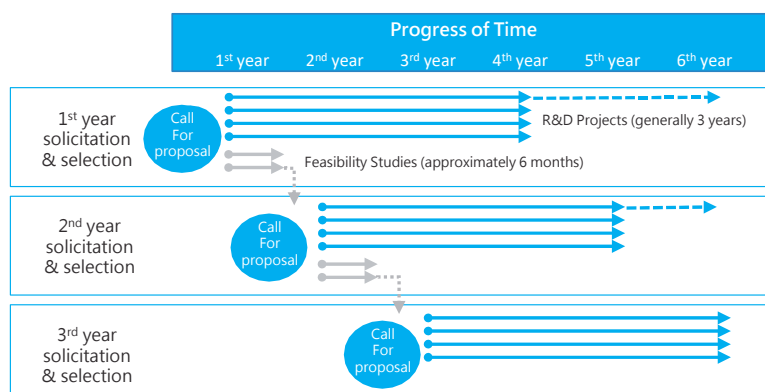 Progress of Time
1st year 2nd year 3rd year 4th year 5th year 6th year
1st year
solicitation
& selection
Call
For
proposal
R&D Projects (generally 3 years)
Feasibility Studies (approximately 6 months)
2nd year
solicitation
& selection
Call
For
proposal
3rd year
solicitation
& selection
Call
For
proposal